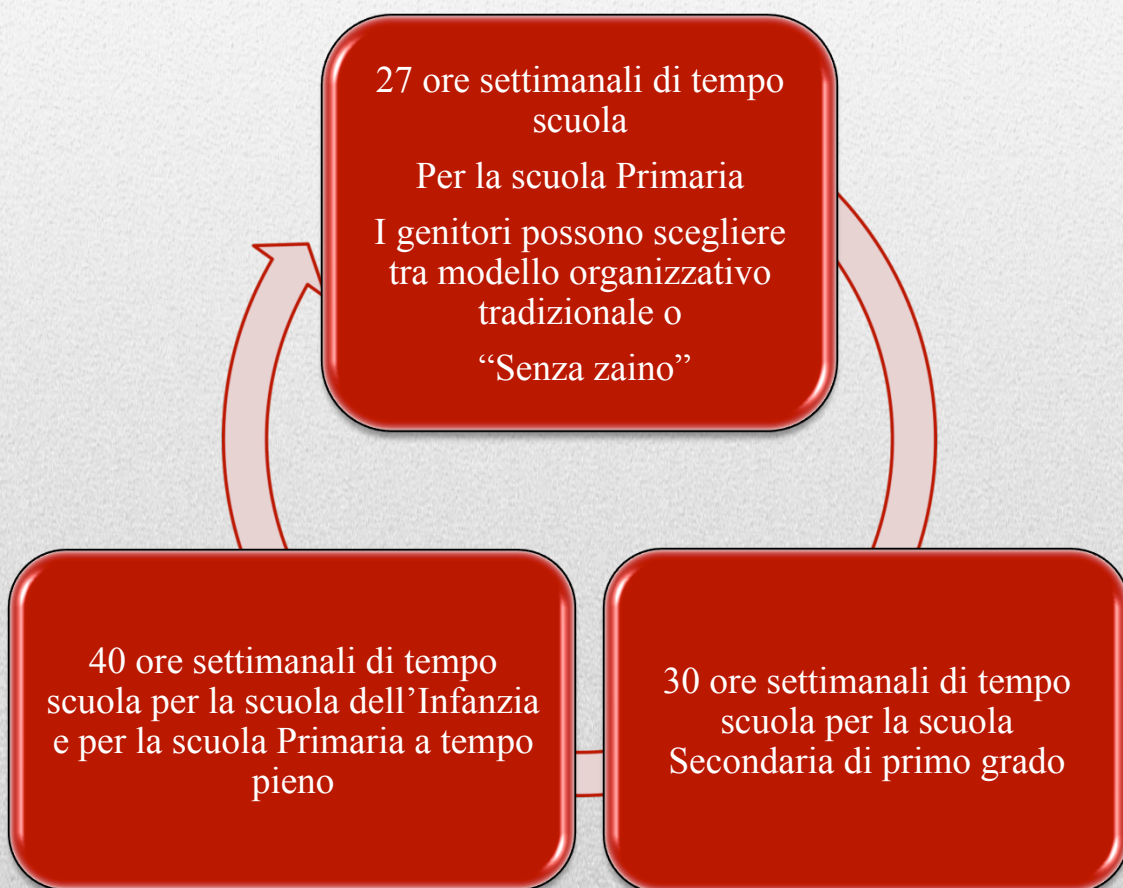 27 ore settimanali di tempo
scuola
Per la scuola Primaria
I genitori possono scegliere
tra modello organizzativo
tradizionale o
“Senza zaino”
40 ore settimanali di tempo
scuola per la scuola dell’Infanzia
e per la scuola Primaria a tempo
pieno
30 ore settimanali di tempo
scuola per la scuola
Secondaria di primo grado